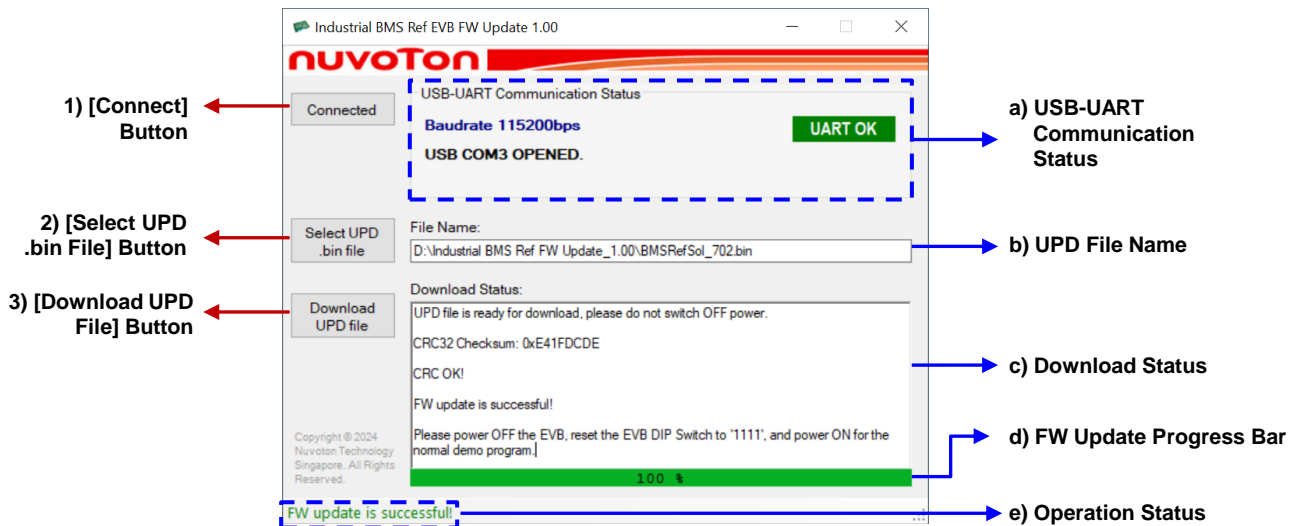 Industrial BMS Ref EVB FW Update 1.00
nuvoTon
1) [Connect]
Button
Connected
USB-UART Communication Status
Baudrate 115200bps
UART OK
USB COM3 OPENED.
a) USB-UART
Communication
Status
2) [Select UPD
.bin File] Button
Select UPD
.bin file
File Name:
D:\Industrial BMS Ref FW Update_1.00\BMSRefSol_702.bin
b) UPD File Name
3) [Download UPD
File] Button
Download
UPD file
Download Status:
UPD file is ready for download, please do not switch OFF power.
CRC32 Checksum: 0xE41FDCDE
CRC OK!
FW update is successful!
Please power OFF the EVB, reset the EVB DIP Switch to '1111', and power ON for the
normal demo program.
c) Download Status
Copyright © 2024
Nuvoton Technology
Singapore. All Rights
Reserved.
100 %
d) FW Update Progress Bar
FW update is successful!
e) Operation Status